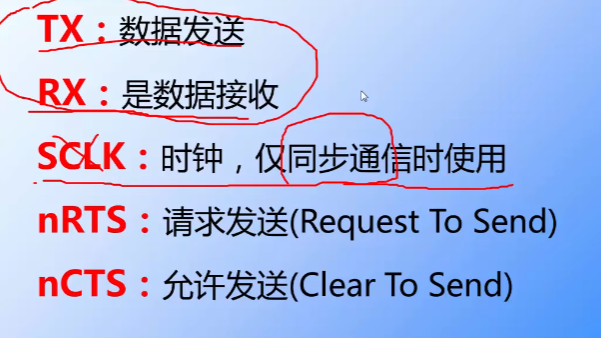 TX：数据发送
RX：是数据接收
SCLK：时钟，仅同步通信时使用
nRTS：请求发送(Request To Send)
nCTS：允许发送(Clear To Send)